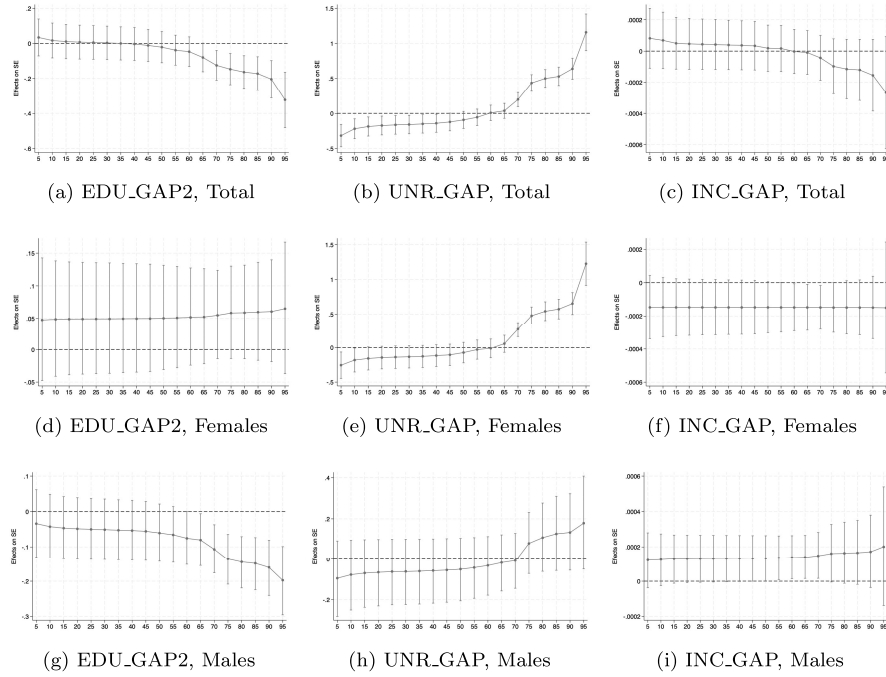 .2
0
-.2
-.4
-.6
Effects on SE
5 10 15 20 25 30 35 40 45 50 55 60 65 70 75 80 85 90 95
1.5
1
.5
0
-.5
Effects on SE
5 10 15 20 25 30 35 40 45 50 55 60 65 70 75 80 85 90 95
.0002
0
-.0002
-.0004
-.0006
Effects on SE
5 10 15 20 25 30 35 40 45 50 55 60 65 70 75 80 85 90 95
(a) EDU_GAP2, Total
(b) UNR_GAP, Total
(c) INC_GAP, Total
.15
.1
.05
0
-.05
Effects on SE
5 10 15 20 25 30 35 40 45 50 55 60 65 70 75 80 85 90 95
1.5
1
.5
0
-.5
Effects on SE
5 10 15 20 25 30 35 40 45 50 55 60 65 70 75 80 85 90 95
.0002
0
-.0002
-.0004
-.0006
Effects on SE
5 10 15 20 25 30 35 40 45 50 55 60 65 70 75 80 85 90 95
(d) EDU_GAP2, Females
(e) UNR_GAP, Females
(f) INC_GAP, Females
.1
0
-.1
-.2
-.3
Effects on SE
5 10 15 20 25 30 35 40 45 50 55 60 65 70 75 80 85 90 95
.4
.2
0
-.2
Effects on SE
5 10 15 20 25 30 35 40 45 50 55 60 65 70 75 80 85 90 95
.0006
.0004
.0002
0
-.0002
Effects on SE
5 10 15 20 25 30 35 40 45 50 55 60 65 70 75 80 85 90 95
(g) EDU_GAP2, Males
(h) UNR_GAP, Males
(i) INC_GAP, Males